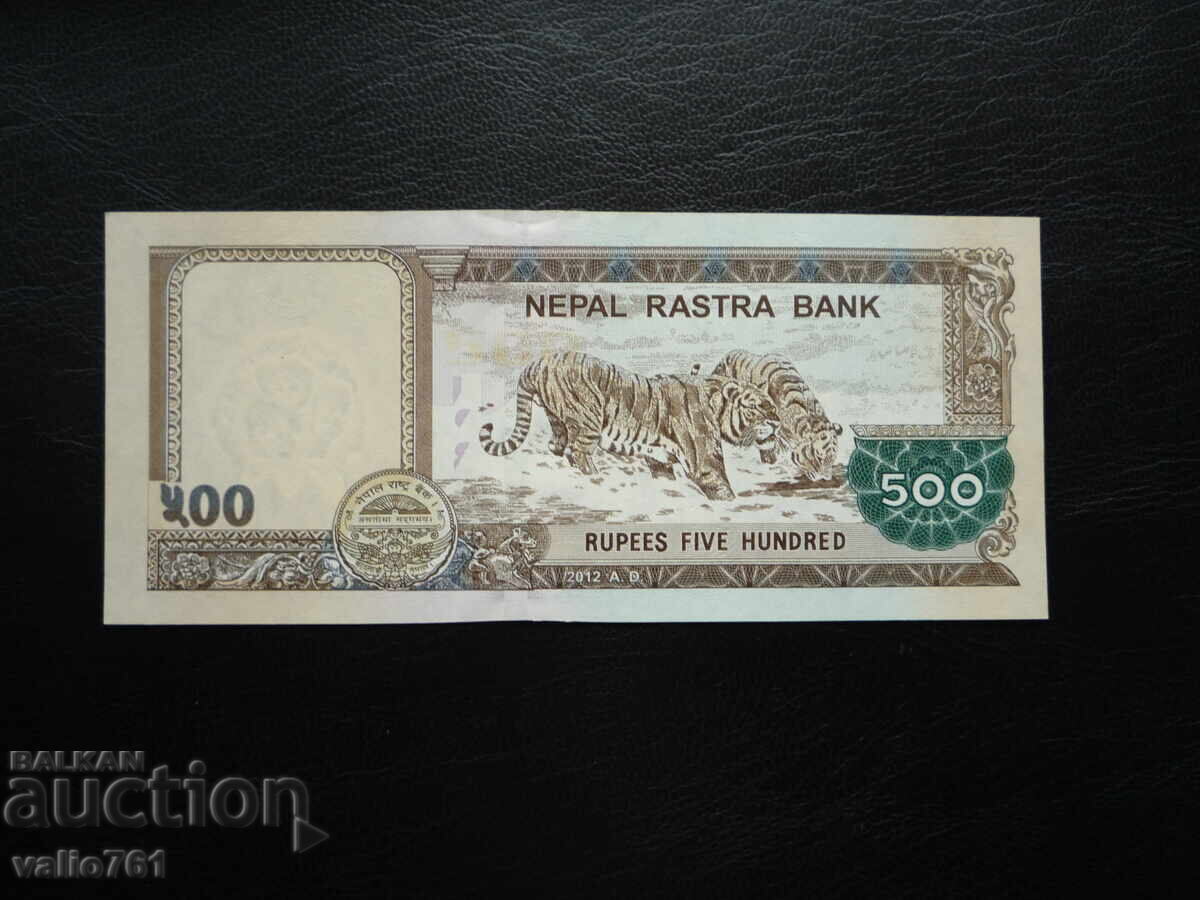 NEPAL RASTRA BANK
500
५00
नेपाल राष्ट्र बैंक
RUPEES FIVE HUNDRED
2012 A. D.
BALKAN
auction
valio761